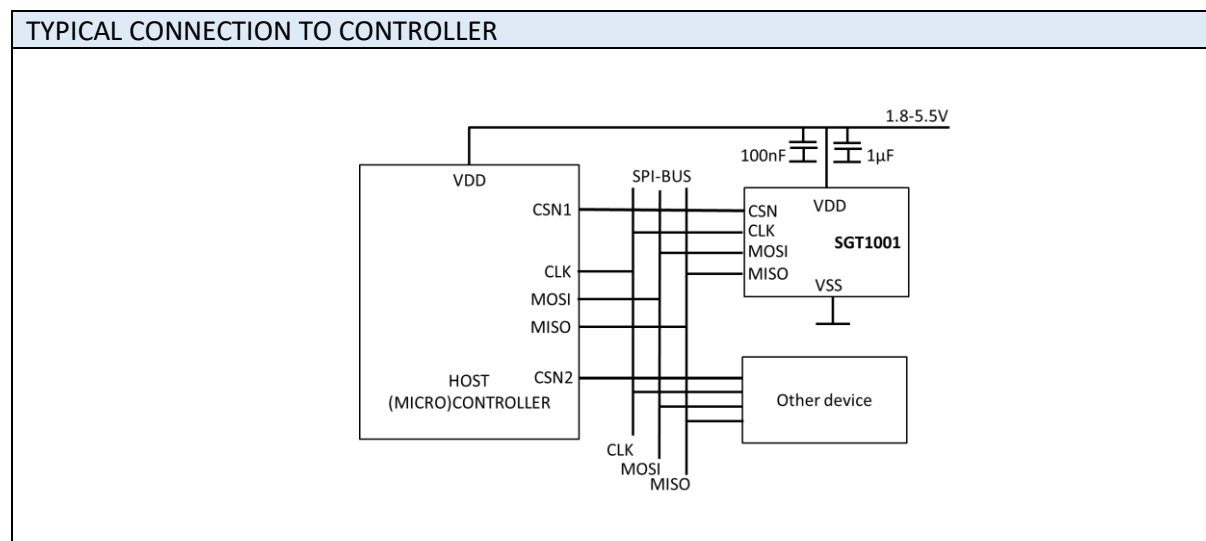 TYPICAL CONNECTION TO CONTROLLER
1.8-5.5V
100nF
1µF
VDD
SPI-BUS
CSN1
CSN
VDD
CLK
SGT1001
MOSI
CLK
MISO
VSS
MOSI
MISO
CSN2
HOST
(MICRO)CONTROLLER
Other device
CLK
MOSI
MISO